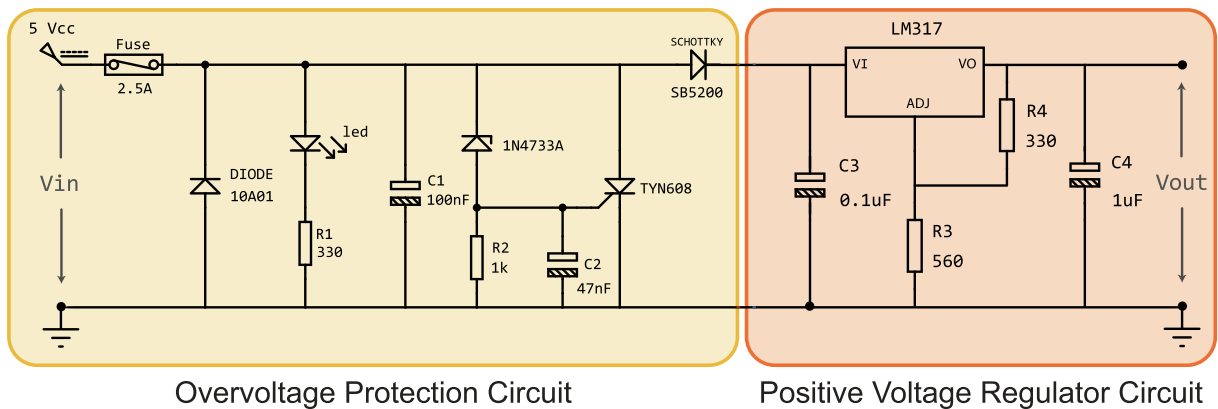 5 Vcc
Fuse
2.5A
SCHOTTKY
SB5200
LM317
VI
VO
ADJ
led
1N4733A
R4
330
Vin
DIODE
10A01
C1
100nF
TYN608
C3
0.1uF
C4
1uF
Vout
R1
330
R2
1k
C2
47nF
R3
560
Overvoltage Protection Circuit
Positive Voltage Regulator Circuit